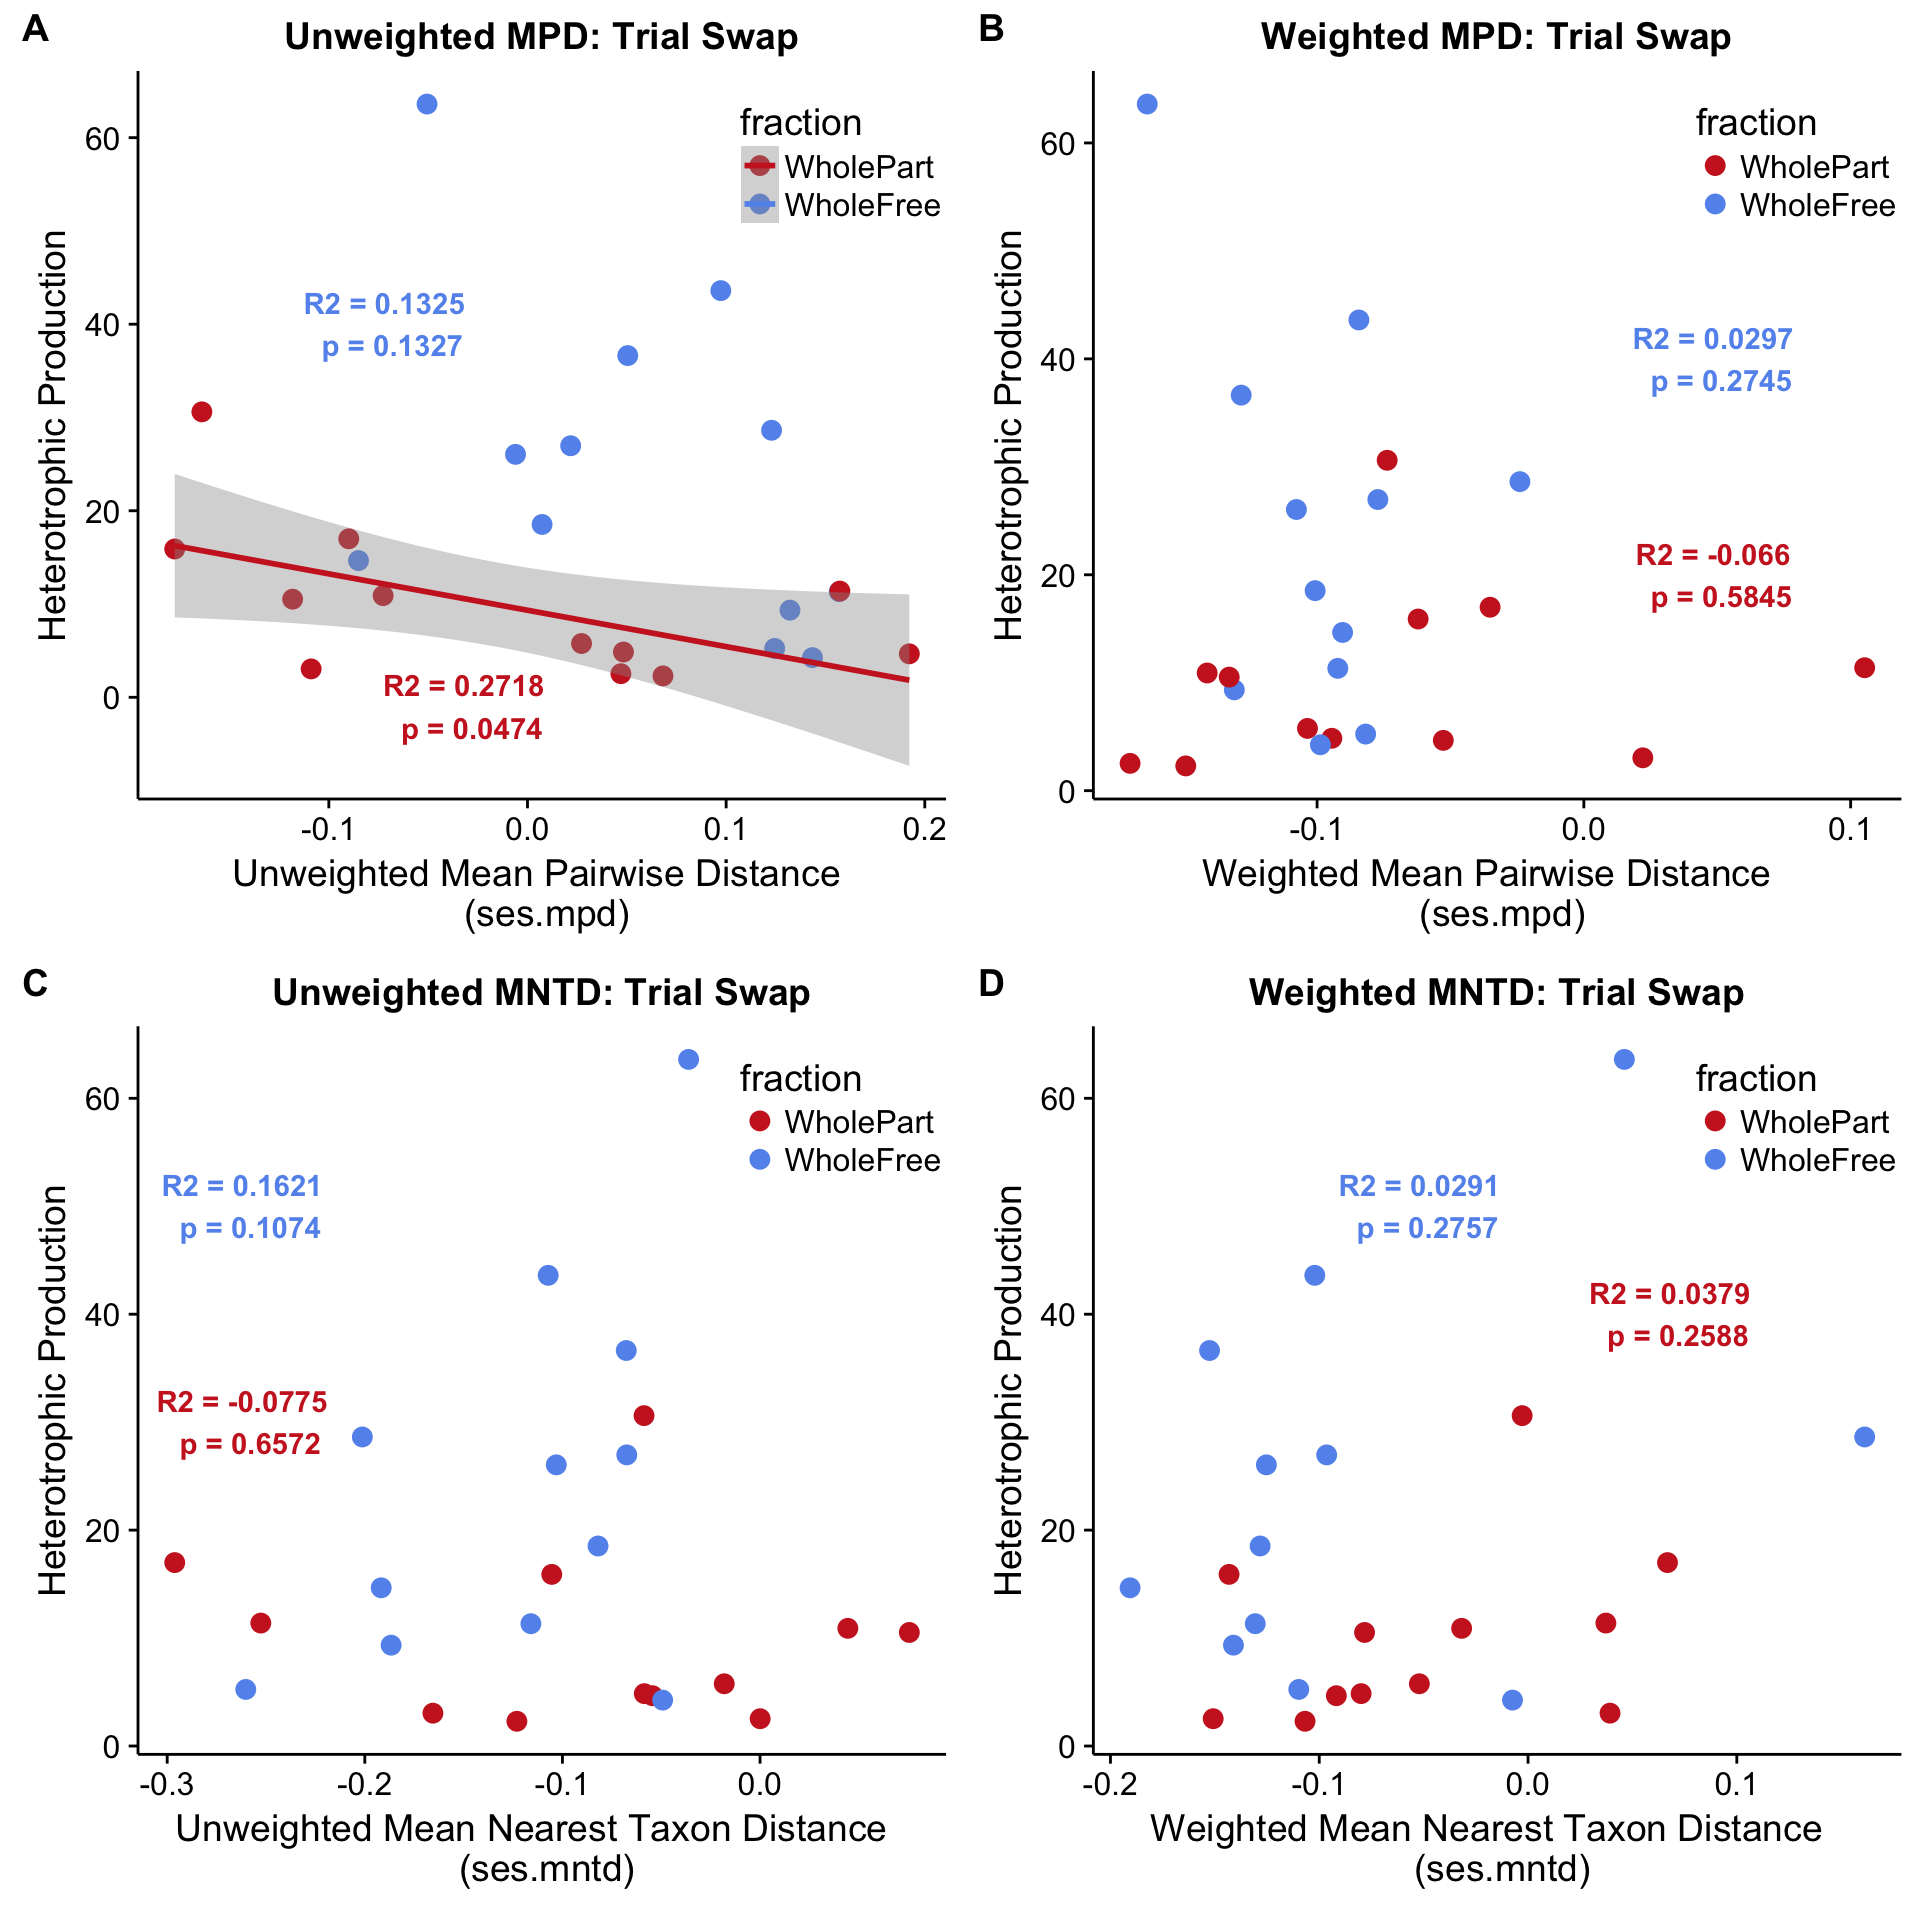 A
Unweighted MPD: Trial Swap
Heterotrophic Production
60
40
20
0
fraction
WholePart
WholeFree
R2 = 0.1325
p = 0.1327
R2 = 0.2718
p = 0.0474
-0.1
0.0
0.1
0.2
Unweighted Mean Pairwise Distance
(ses.mpd)
B
Weighted MPD: Trial Swap
Heterotrophic Production
60
40
20
0
fraction
WholePart
WholeFree
R2 = 0.0297
p = 0.2745
R2 = -0.066
p = 0.5845
-0.1
0.0
0.1
Weighted Mean Pairwise Distance
(ses.mpd)
C
Unweighted MNTD: Trial Swap
Heterotrophic Production
60
40
20
0
fraction
WholePart
WholeFree
R2 = 0.1621
p = 0.1074
R2 = -0.0775
p = 0.6572
-0.3
-0.2
-0.1
0.0
Unweighted Mean Nearest Taxon Distance
(ses.mntd)
D
Weighted MNTD: Trial Swap
Heterotrophic Production
60
40
20
0
fraction
WholePart
WholeFree
R2 = 0.0291
p = 0.2757
R2 = 0.0379
p = 0.2588
-0.2
-0.1
0.0
0.1
Weighted Mean Nearest Taxon Distance
(ses.mntd)